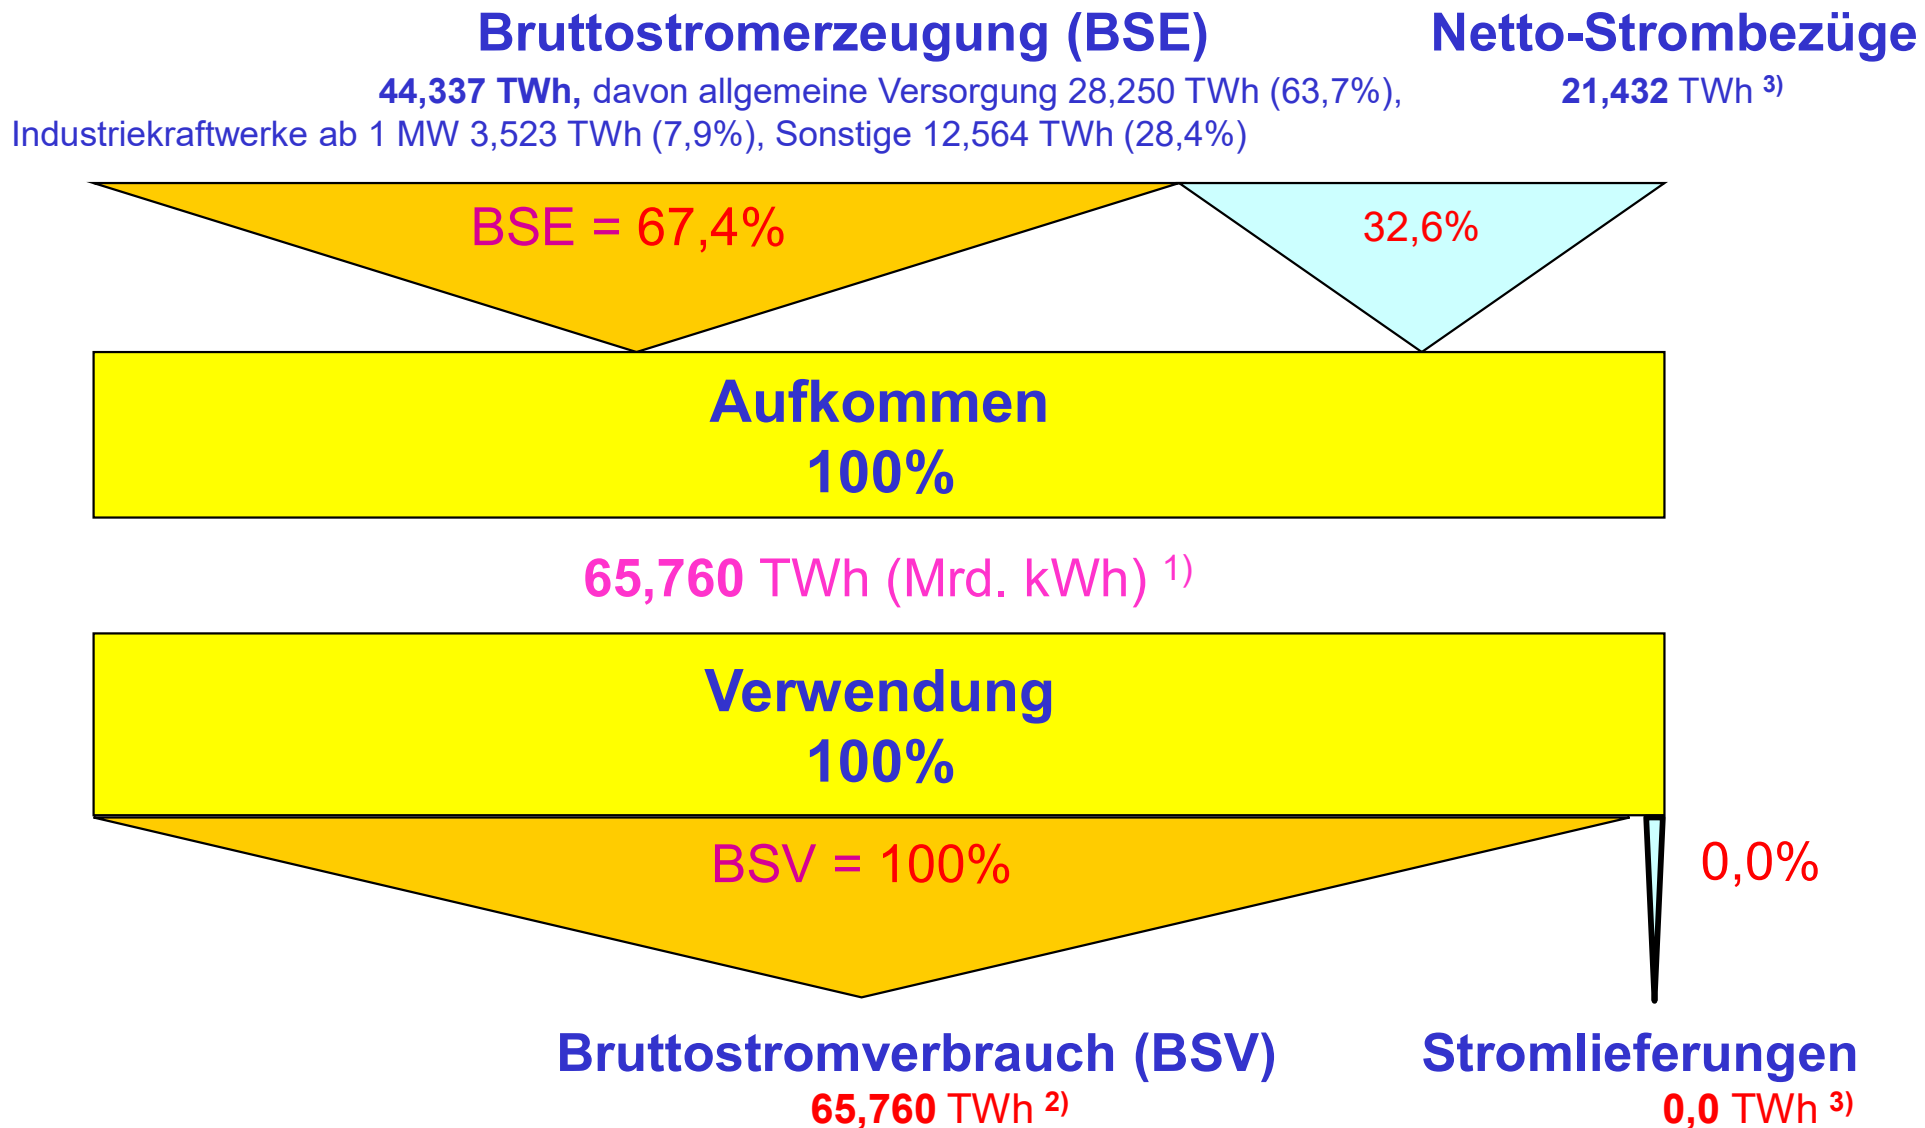 Bruttostromerzeugung (BSE)
Netto-Strombezüge
44,337 TWh, davon allgemeine Versorgung 28,250 TWh (63,7%),
21,432 TWh 3)
Industriekraftwerke ab 1 MW 3,523 TWh (7,9%), Sonstige 12,564 TWh (28,4%)
BSE = 67,4%
32,6%
Aufkommen
100%
65,760 TWh (Mrd. kWh) 1)
Verwendung
100%
BSV = 100%
0,0%
Bruttostromverbrauch (BSV)
Stromlieferungen
65,760 TWh 2)
0,0 TWh 3)